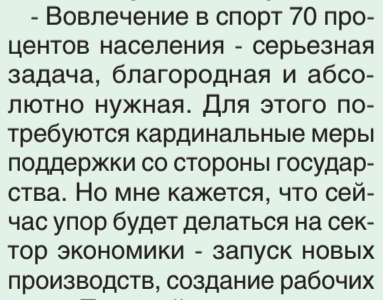 - Вовлечение в спорт 70 про-
центов населения - серьезная
задача, благородная и абсо-
лютно нужная. Для этого по-
требуются кардинальные меры
поддержки со стороны государ-
ства. Но мне кажется, что сей-
час упор будет делаться на сек-
тор экономики - запуск новых
производств, создание рабочих